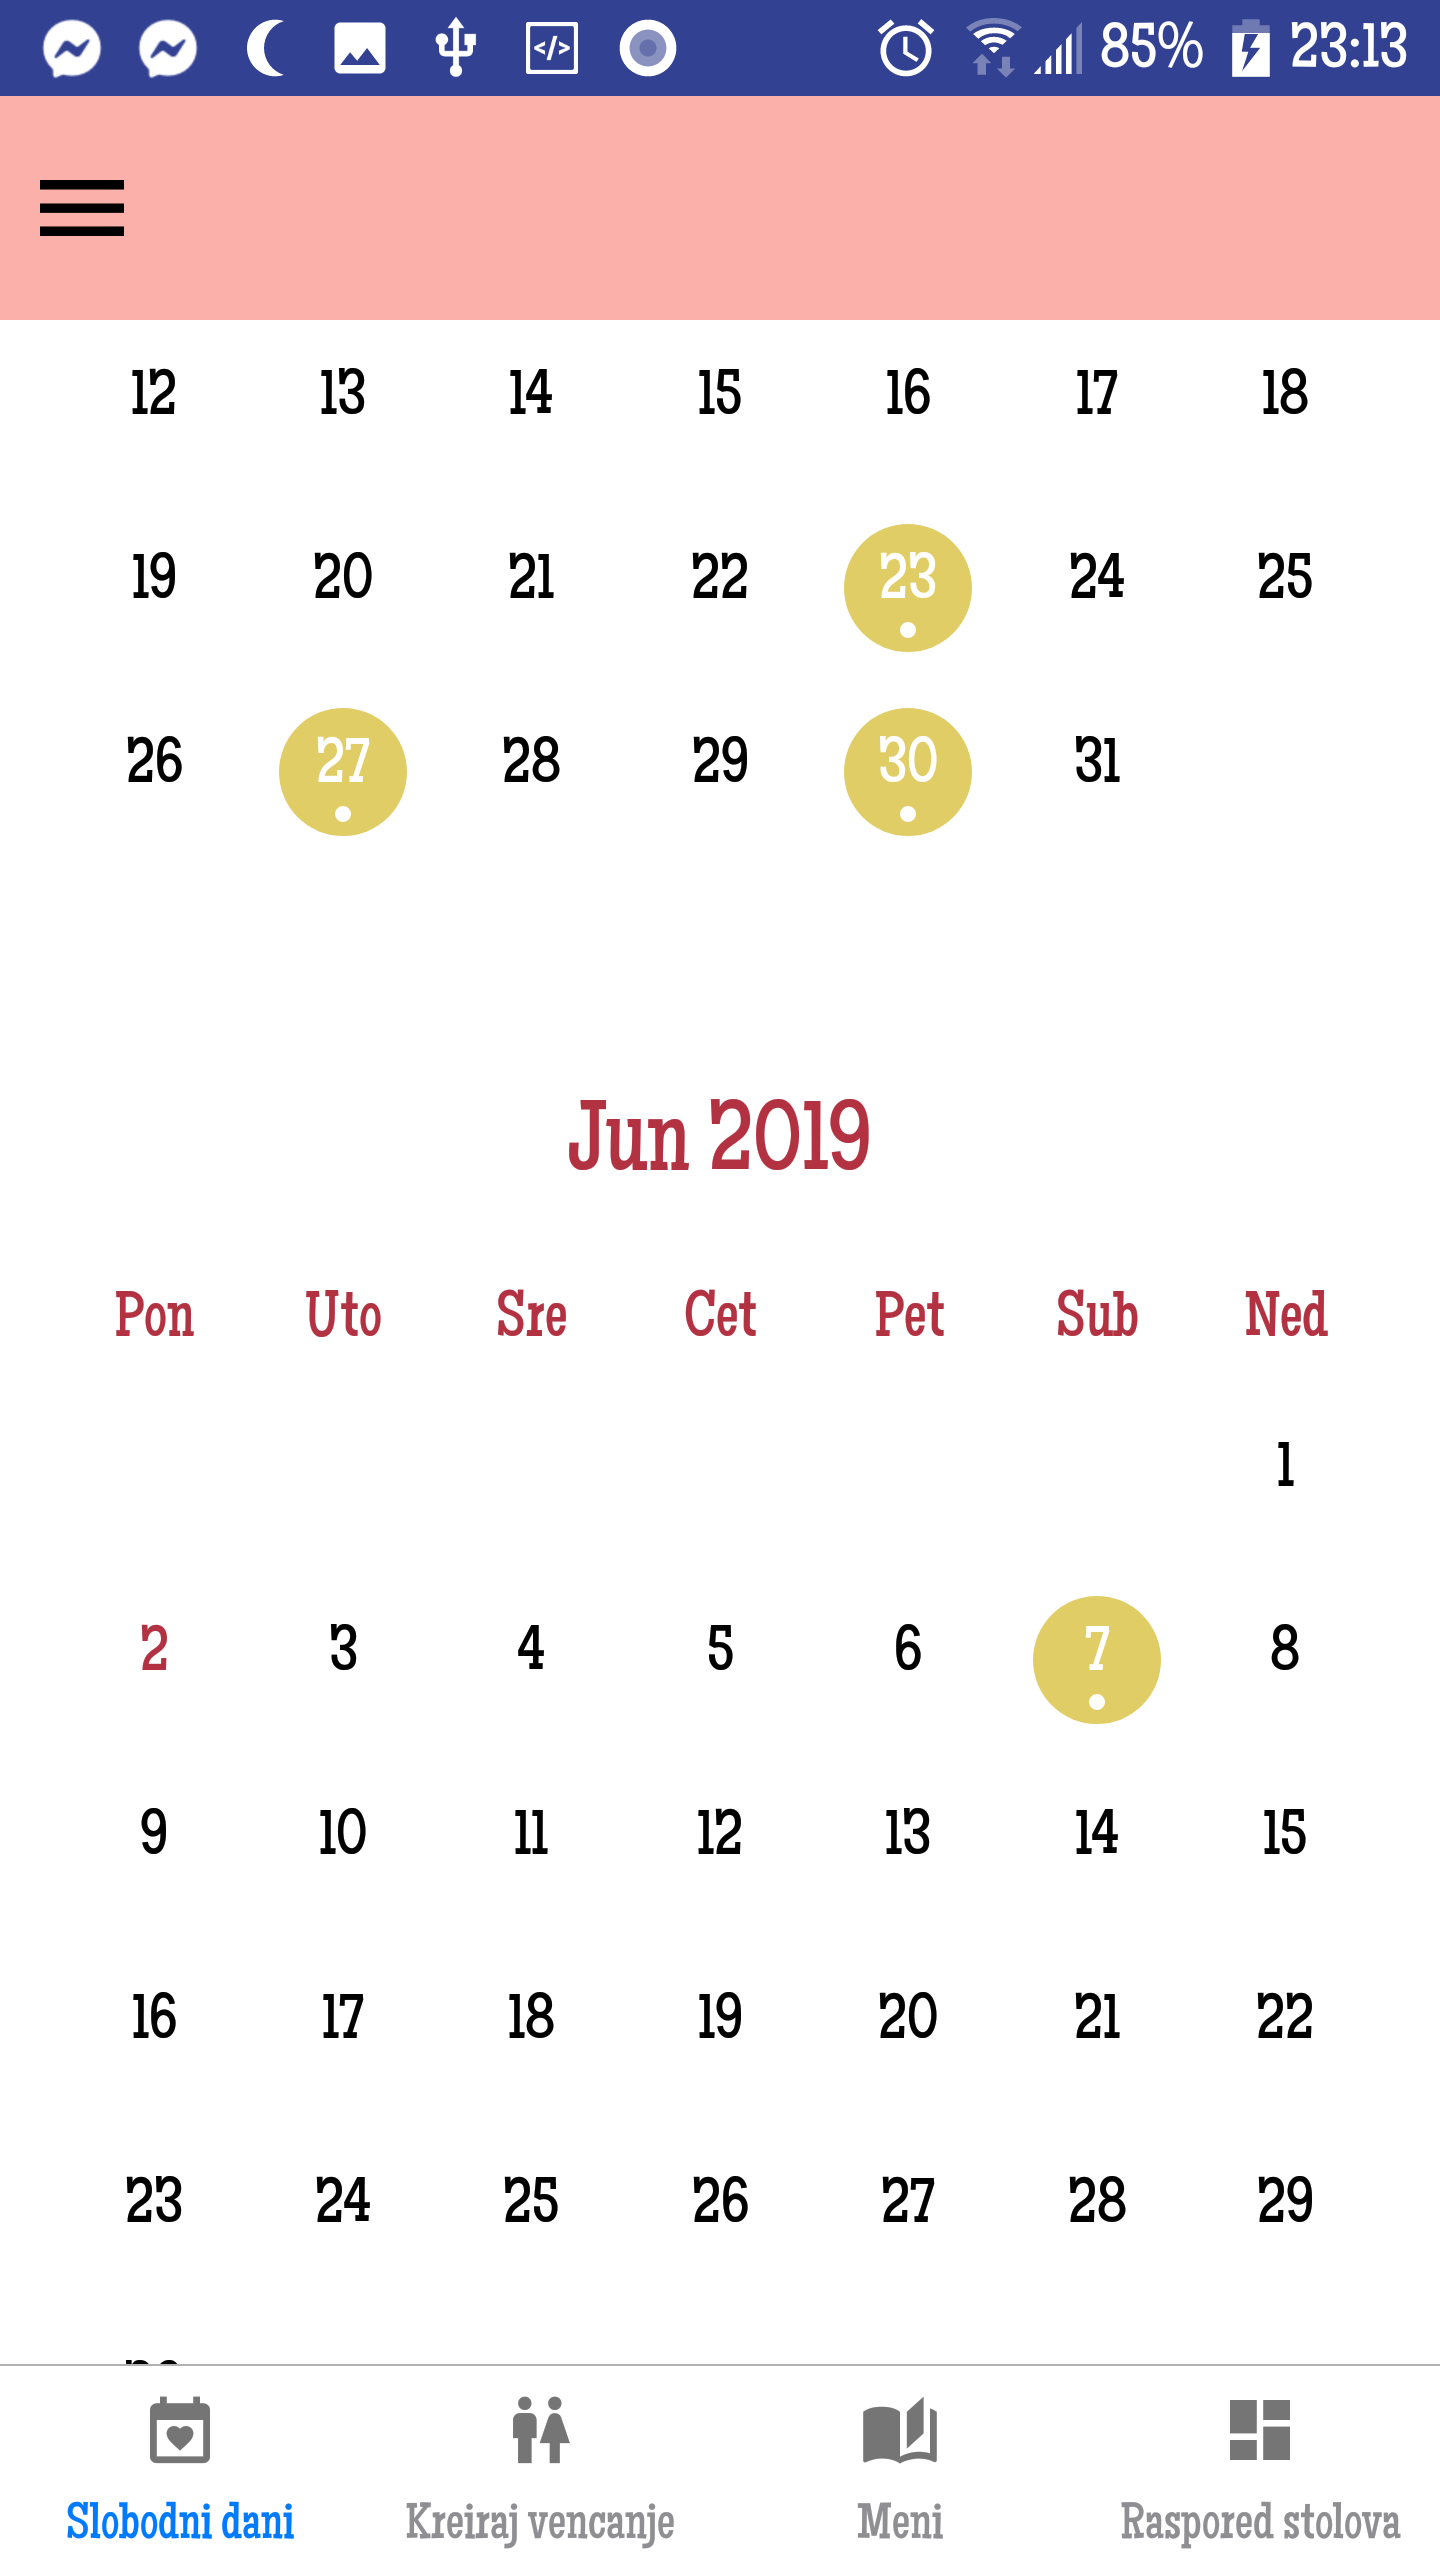 85% 23:13
12 13 14 15 16 17 18
19 20 21 22 23 24 25
26 27 28 29 30 31
Jun 2019
Pon Uto Sre Cet Pet Sub Ned
1
2 3 4 5 6 7 8
9 10 11 12 13 14 15
16 17 18 19 20 21 22
23 24 25 26 27 28 29
Slobodni dani Kreiraj vencanje Meni Raspored stolova